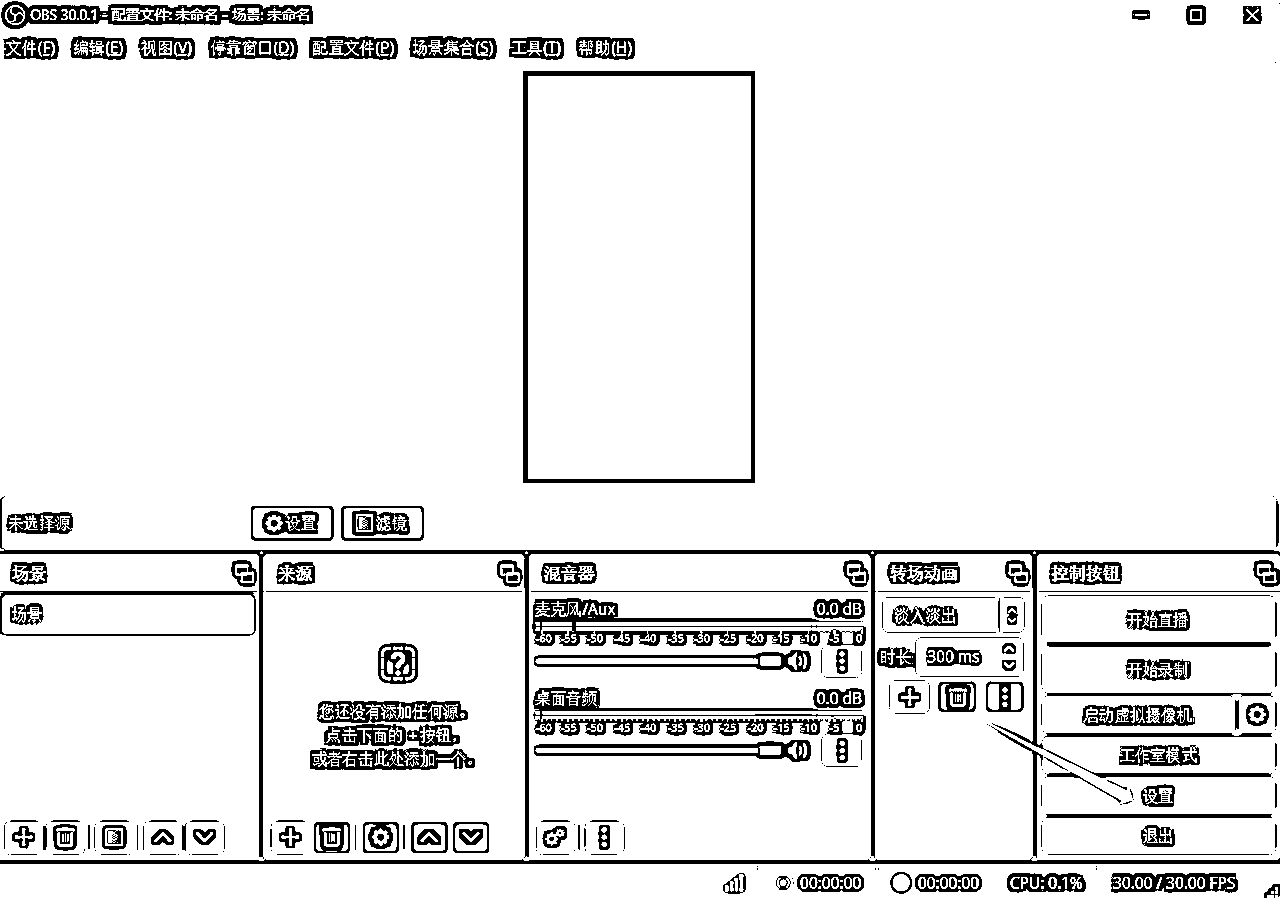 OBS 30.0.1 - 配置文件: 未命名 - 场景: 未命名
文件(F) 编辑(E) 视图(V) 停靠窗口(D) 配置文件(P) 场景集合(S) 工具(T) 帮助(H)
未选择源 设置 滤镜
场景 来源 混音器 转场动画 控制按钮
场景
您还没有添加任何源。
点击下面的 + 按钮,
或者右击此处添加一个。
麦克风/Aux 0.0 dB
-60 -55 -50 -45 -40 -35 -30 -25 -20 -15 -10 -5 0
桌面音频 0.0 dB
-60 -55 -50 -45 -40 -35 -30 -25 -20 -15 -10 -5 0
淡入淡出
时长 300 ms
开始直播
开始录制
启动虚拟摄像机
工作室模式
设置
退出
00:00:00 00:00:00 CPU: 0.1% 30.00 / 30.00 FPS